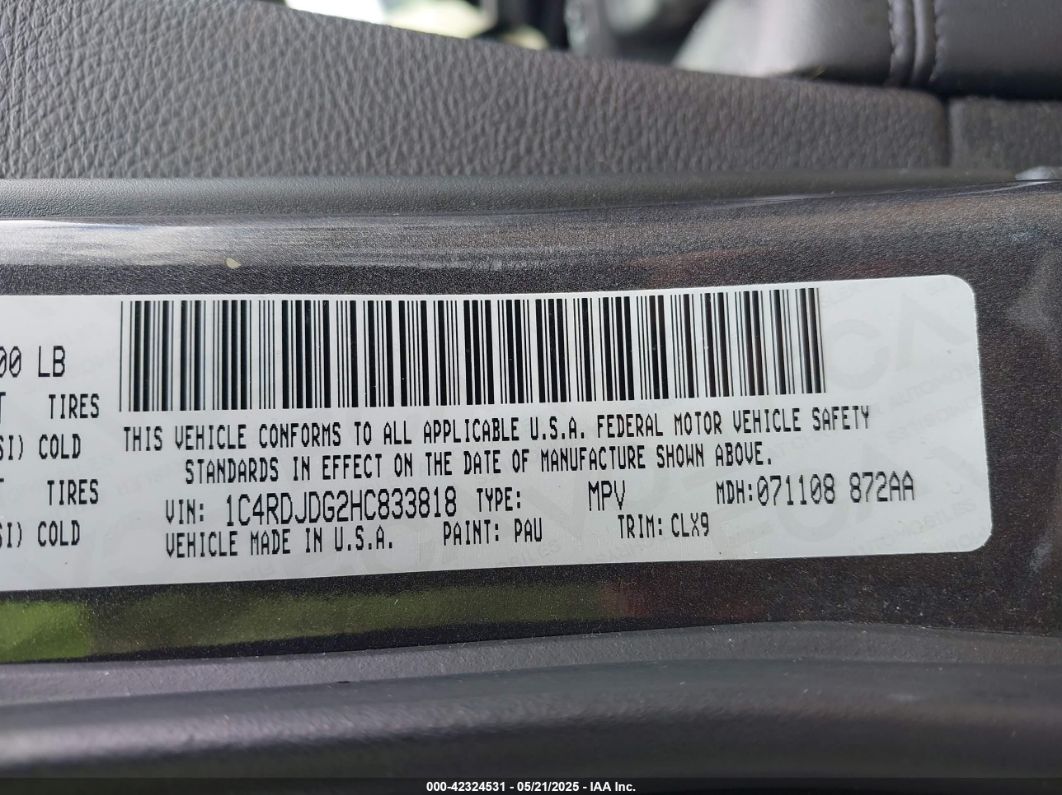 00 LB
TIRES
SI) COLD
TIRES
SI) COLD
THIS VEHICLE CONFORMS TO ALL APPLICABLE U.S.A. FEDERAL MOTOR VEHICLE SAFETY
STANDARDS IN EFFECT ON THE DATE OF MANUFACTURE SHOWN ABOVE.
VIN: 1C4RDJDG2HC833818 TYPE: MPV MDH:071108 872AA
VEHICLE MADE IN U.S.A. PAINT: PAU TRIM: CLX9
000-42324531 - 05/21/2025 - IAA Inc.